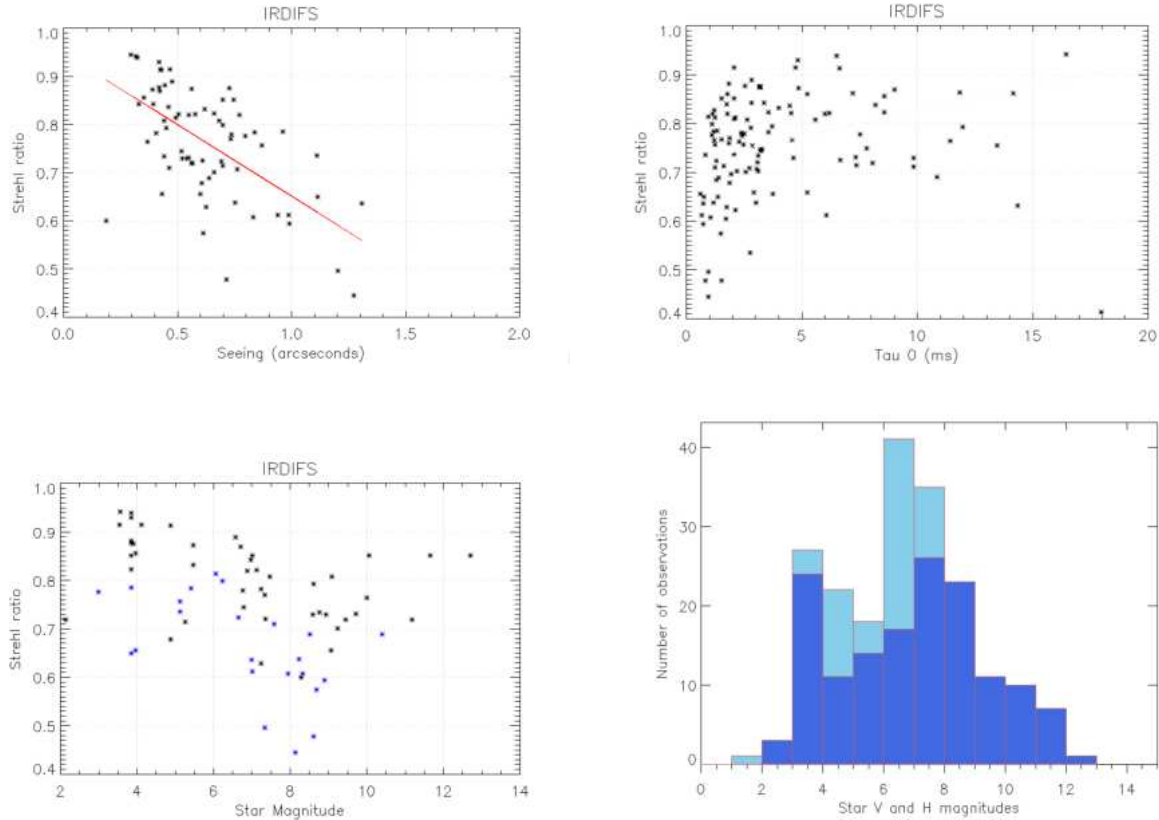 IRDIFS
1.0
0.9
0.8
0.7
0.6
0.5
0.4
Strehl ratio
0.0 0.5 1.0 1.5 2.0
Seeing (arcseconds)
IRDIFS
1.0
0.9
0.8
0.7
0.6
0.5
0.4
Strehl ratio
0 5 10 15 20
Tau 0 (ms)
IRDIFS
1.0
0.9
0.8
0.7
0.6
0.5
0.4
Strehl ratio
2 4 6 8 10 12 14
Star Magnitude
40
30
20
10
0
Number of observations
0 2 4 6 8 10 12 14
Star V and H magnitudes